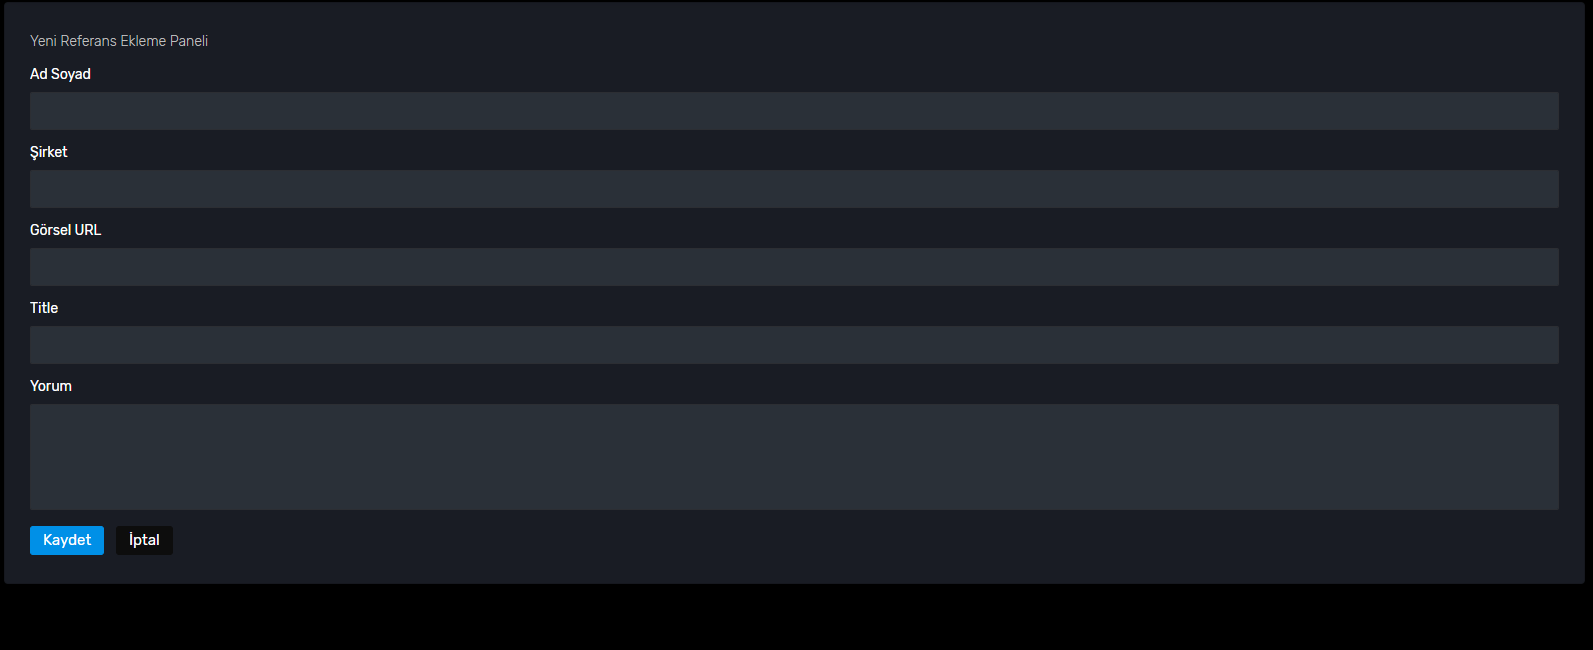 Yeni Referans Ekleme Paneli
Ad Soyad
Şirket
Görsel URL
Title
Yorum
Kaydet İptal